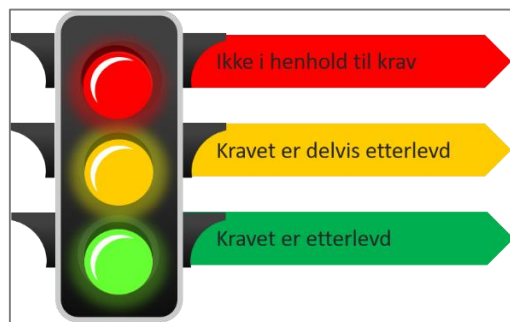 Ikke i henhold til krav
Kravet er delvis etterlevd
Kravet er etterlevd